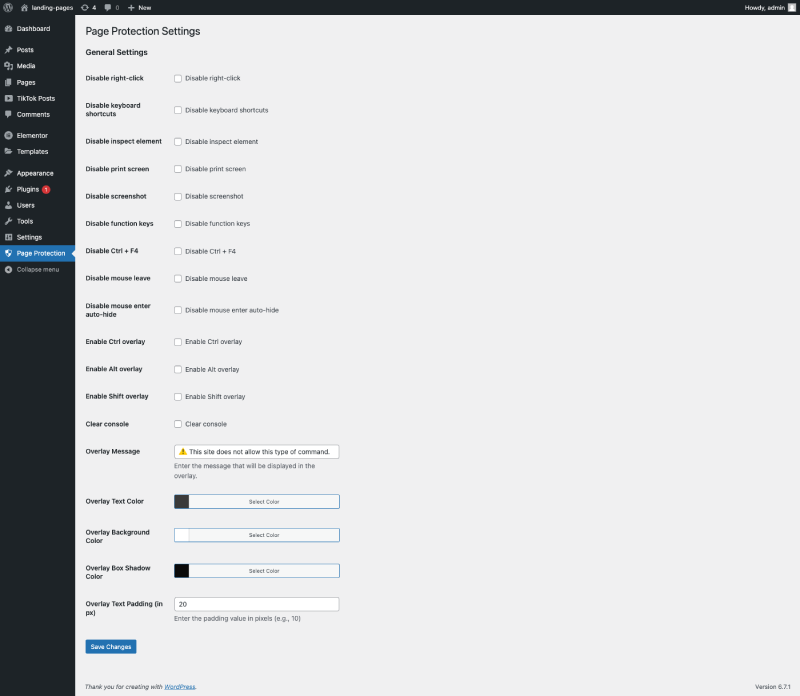 landing-pages 4 0 New Howdy, admin
Dashboard
Posts
Media
Pages
TikTok Posts
Comments
Elementor
Templates
Appearance
Plugins 1
Users
Tools
Settings
Page Protection
Collapse menu
Page Protection Settings
General Settings
Disable right-click Disable right-click
Disable keyboard
shortcuts Disable keyboard shortcuts
Disable inspect element Disable inspect element
Disable print screen Disable print screen
Disable screenshot Disable screenshot
Disable function keys Disable function keys
Disable Ctrl + F4 Disable Ctrl + F4
Disable mouse leave Disable mouse leave
Disable mouse enter
auto-hide Disable mouse enter auto-hide
Enable Ctrl overlay Enable Ctrl overlay
Enable Alt overlay Enable Alt overlay
Enable Shift overlay Enable Shift overlay
Clear console Clear console
Overlay Message ⚠️ This site does not allow this type of command.
Enter the message that will be displayed in the
overlay.
Overlay Text Color Select Color
Overlay Background
Color Select Color
Overlay Box Shadow
Color Select Color
Overlay Text Padding (in
px) 20
Enter the padding value in pixels (e.g., 10)
Save Changes
Thank you for creating with WordPress. Version 6.7.1